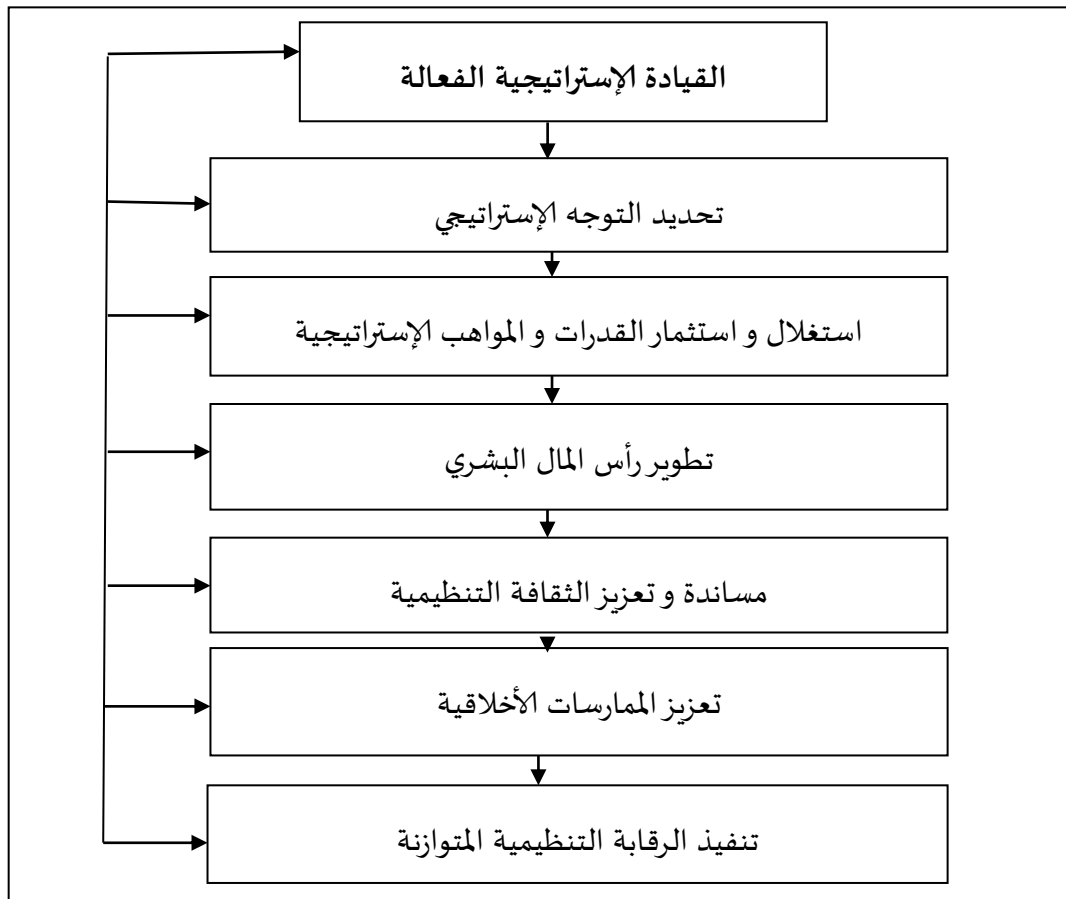 القيادة الإستراتيجية الفعالة
تحديد التوجه الإستراتيجي
استغلال و استثمار القدرات و المواهب الإستراتيجية
تطوير رأس المال البشري
مساندة و تعزيز الثقافة التنظيمية
تعزيز الممارسات الأخلاقية
تنفيذ الرقابة التنظيمية المتوازنة